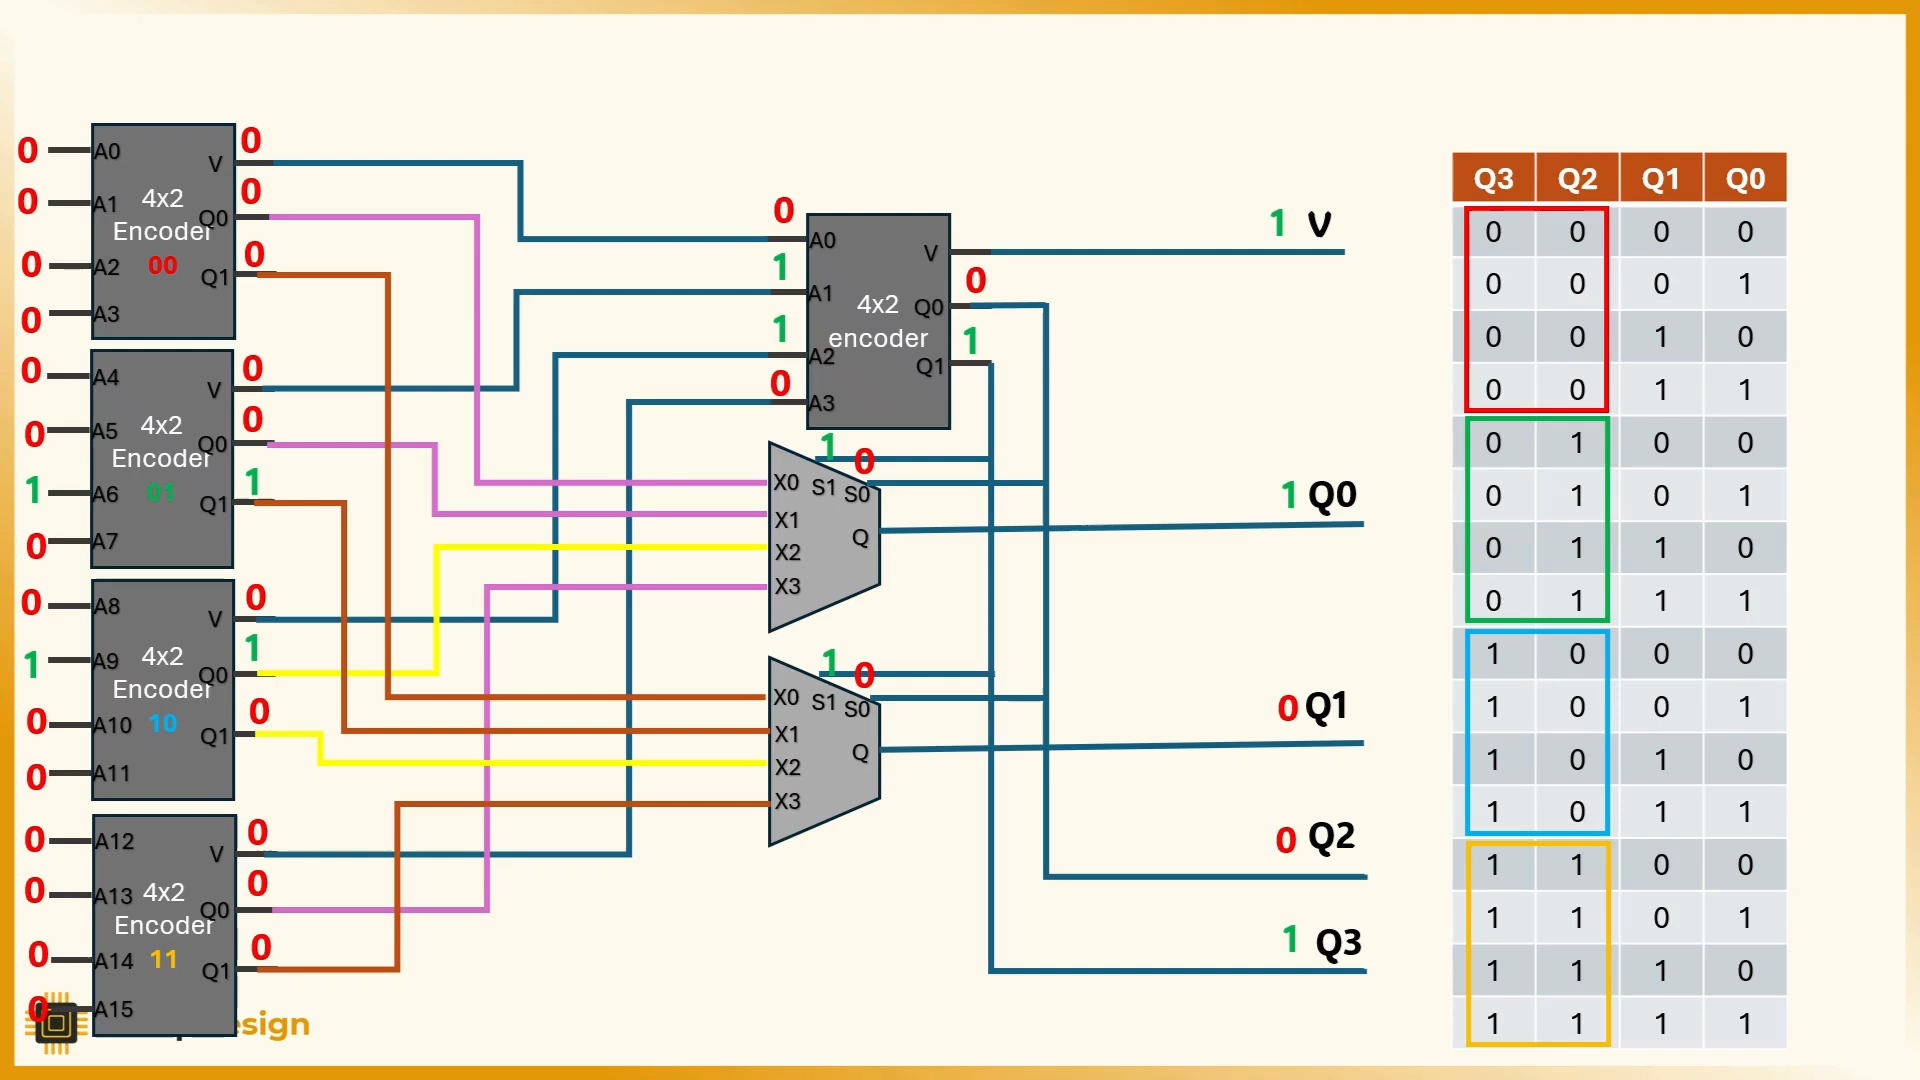 0 A0 V 0
0 A1 4x2 Encoder Q0 0
0 A2 00 Q1 0
0 A3
0 A4 V 0
0 A5 4x2 Encoder Q0 0
1 A6 01 Q1 1
0 A7
0 A8 V 0
1 A9 4x2 Encoder Q0 1
0 A10 10 Q1 0
0 A11
0 A12 V 0
0 A13 4x2 Encoder Q0 0
0 A14 11 Q1 0
0 A15
esign
0 A0 V
1 A1 4x2 encoder Q0 0
1 A2 Q1 1
0 A3
1 0
X0 S1 S0
X1
Q
X2
X3
1 0
X0 S1 S0
X1
Q
X2
X3
1 V
1 Q0
0 Q1
0 Q2
1 Q3
Q3 Q2 Q1 Q0
0 0 0 0
0 0 0 1
0 0 1 0
0 0 1 1
0 1 0 0
0 1 0 1
0 1 1 0
0 1 1 1
1 0 0 0
1 0 0 1
1 0 1 0
1 0 1 1
1 1 0 0
1 1 0 1
1 1 1 0
1 1 1 1